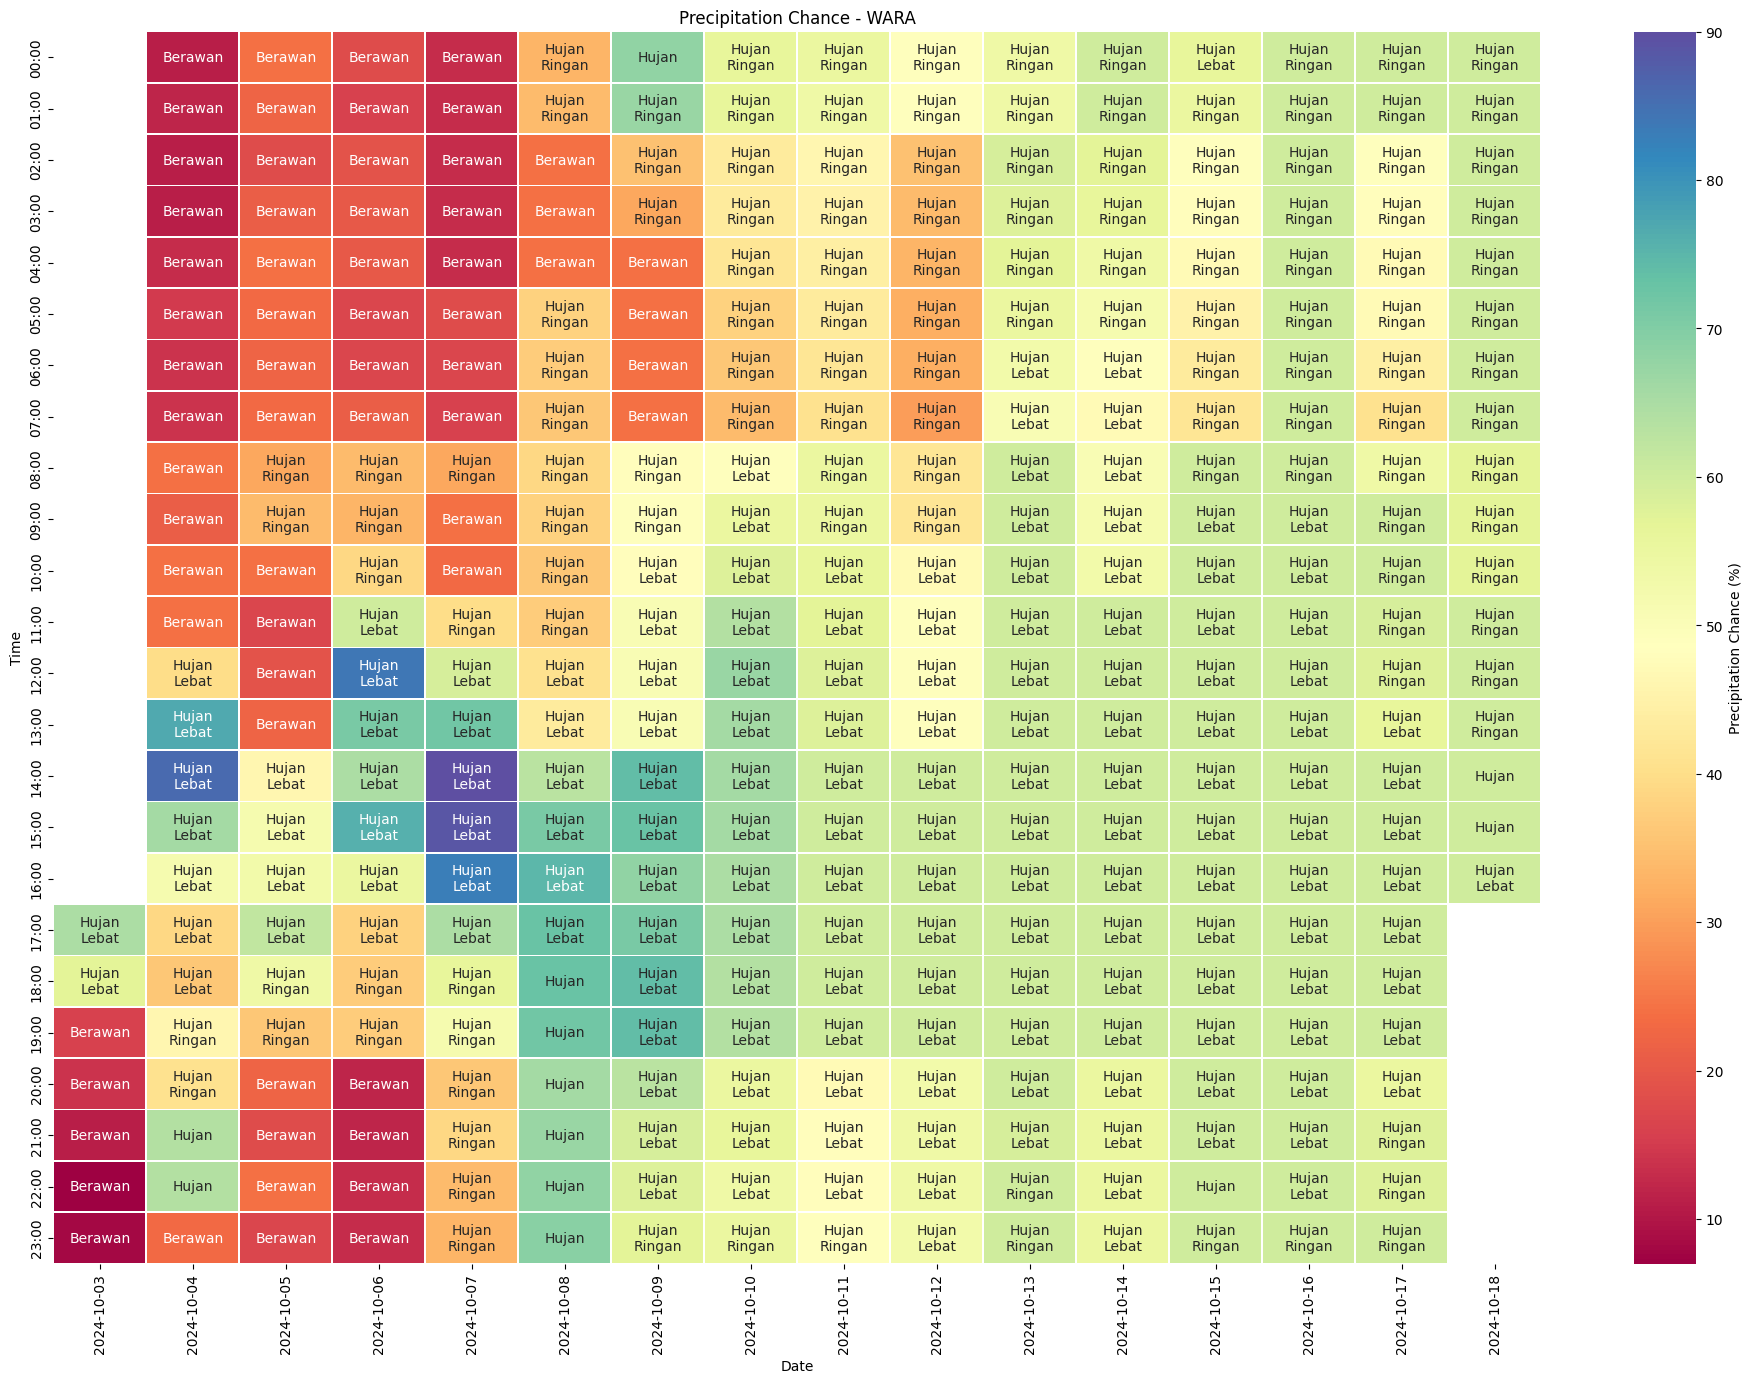 Precipitation Chance - WARA
00:00 Berawan Berawan Berawan Berawan Hujan Ringan Hujan Hujan Ringan Hujan Ringan Hujan Ringan Hujan Ringan Hujan Ringan Hujan Lebat Hujan Ringan Hujan Ringan Hujan Ringan
01:00 Berawan Berawan Berawan Berawan Hujan Ringan Hujan Ringan Hujan Ringan Hujan Ringan Hujan Ringan Hujan Ringan Hujan Ringan Hujan Ringan Hujan Ringan Hujan Ringan Hujan Ringan
02:00 Berawan Berawan Berawan Berawan Berawan Hujan Ringan Hujan Ringan Hujan Ringan Hujan Ringan Hujan Ringan Hujan Ringan Hujan Ringan Hujan Ringan Hujan Ringan Hujan Ringan
03:00 Berawan Berawan Berawan Berawan Berawan Hujan Ringan Hujan Ringan Hujan Ringan Hujan Ringan Hujan Ringan Hujan Ringan Hujan Ringan Hujan Ringan Hujan Ringan Hujan Ringan
04:00 Berawan Berawan Berawan Berawan Berawan Berawan Hujan Ringan Hujan Ringan Hujan Ringan Hujan Ringan Hujan Ringan Hujan Ringan Hujan Ringan Hujan Ringan Hujan Ringan
05:00 Berawan Berawan Berawan Berawan Hujan Ringan Berawan Hujan Ringan Hujan Ringan Hujan Ringan Hujan Ringan Hujan Ringan Hujan Ringan Hujan Ringan Hujan Ringan Hujan Ringan
06:00 Berawan Berawan Berawan Berawan Hujan Ringan Berawan Hujan Ringan Hujan Ringan Hujan Ringan Hujan Lebat Hujan Lebat Hujan Ringan Hujan Ringan Hujan Ringan Hujan Ringan
07:00 Berawan Berawan Berawan Berawan Hujan Ringan Berawan Hujan Ringan Hujan Ringan Hujan Ringan Hujan Lebat Hujan Lebat Hujan Ringan Hujan Ringan Hujan Ringan Hujan Ringan
08:00 Berawan Hujan Ringan Hujan Ringan Hujan Ringan Hujan Ringan Hujan Ringan Hujan Lebat Hujan Ringan Hujan Ringan Hujan Lebat Hujan Lebat Hujan Ringan Hujan Ringan Hujan Ringan Hujan Ringan
09:00 Berawan Hujan Ringan Hujan Ringan Berawan Hujan Ringan Hujan Ringan Hujan Lebat Hujan Ringan Hujan Ringan Hujan Lebat Hujan Lebat Hujan Lebat Hujan Lebat Hujan Ringan Hujan Ringan
10:00 Berawan Berawan Hujan Ringan Berawan Hujan Ringan Hujan Lebat Hujan Lebat Hujan Lebat Hujan Lebat Hujan Lebat Hujan Lebat Hujan Lebat Hujan Lebat Hujan Ringan Hujan Ringan
11:00 Berawan Berawan Hujan Lebat Hujan Ringan Hujan Ringan Hujan Lebat Hujan Lebat Hujan Lebat Hujan Lebat Hujan Lebat Hujan Lebat Hujan Lebat Hujan Lebat Hujan Ringan Hujan Ringan
12:00 Hujan Lebat Berawan Hujan Lebat Hujan Lebat Hujan Lebat Hujan Lebat Hujan Lebat Hujan Lebat Hujan Lebat Hujan Lebat Hujan Lebat Hujan Lebat Hujan Lebat Hujan Ringan Hujan Ringan
13:00 Hujan Lebat Berawan Hujan Lebat Hujan Lebat Hujan Lebat Hujan Lebat Hujan Lebat Hujan Lebat Hujan Lebat Hujan Lebat Hujan Lebat Hujan Lebat Hujan Lebat Hujan Lebat Hujan Ringan
14:00 Hujan Lebat Hujan Lebat Hujan Lebat Hujan Lebat Hujan Lebat Hujan Lebat Hujan Lebat Hujan Lebat Hujan Lebat Hujan Lebat Hujan Lebat Hujan Lebat Hujan Lebat Hujan Lebat Hujan
15:00 Hujan Lebat Hujan Lebat Hujan Lebat Hujan Lebat Hujan Lebat Hujan Lebat Hujan Lebat Hujan Lebat Hujan Lebat Hujan Lebat Hujan Lebat Hujan Lebat Hujan Lebat Hujan Lebat Hujan
16:00 Hujan Lebat Hujan Lebat Hujan Lebat Hujan Lebat Hujan Lebat Hujan Lebat Hujan Lebat Hujan Lebat Hujan Lebat Hujan Lebat Hujan Lebat Hujan Lebat Hujan Lebat Hujan Lebat Hujan Lebat
17:00 Hujan Lebat Hujan Lebat Hujan Lebat Hujan Lebat Hujan Lebat Hujan Lebat Hujan Lebat Hujan Lebat Hujan Lebat Hujan Lebat Hujan Lebat Hujan Lebat Hujan Lebat Hujan Lebat Hujan Lebat
18:00 Hujan Lebat Hujan Lebat Hujan Ringan Hujan Ringan Hujan Ringan Hujan Hujan Lebat Hujan Lebat Hujan Lebat Hujan Lebat Hujan Lebat Hujan Lebat Hujan Lebat Hujan Lebat Hujan Lebat
19:00 Berawan Hujan Ringan Hujan Ringan Hujan Ringan Hujan Ringan Hujan Hujan Lebat Hujan Lebat Hujan Lebat Hujan Lebat Hujan Lebat Hujan Lebat Hujan Lebat Hujan Lebat Hujan Lebat
20:00 Berawan Hujan Ringan Berawan Berawan Hujan Ringan Hujan Hujan Lebat Hujan Lebat Hujan Lebat Hujan Lebat Hujan Lebat Hujan Lebat Hujan Lebat Hujan Lebat Hujan Lebat
21:00 Berawan Hujan Berawan Berawan Hujan Ringan Hujan Hujan Lebat Hujan Lebat Hujan Lebat Hujan Lebat Hujan Lebat Hujan Lebat Hujan Lebat Hujan Lebat Hujan Ringan
22:00 Berawan Hujan Berawan Berawan Hujan Ringan Hujan Hujan Lebat Hujan Lebat Hujan Lebat Hujan Lebat Hujan Ringan Hujan Lebat Hujan Hujan Lebat Hujan Ringan
23:00 Berawan Berawan Berawan Berawan Hujan Ringan Hujan Hujan Ringan Hujan Ringan Hujan Ringan Hujan Lebat Hujan Ringan Hujan Lebat Hujan Ringan Hujan Ringan Hujan Ringan
Time
2024-10-03 2024-10-04 2024-10-05 2024-10-06 2024-10-07 2024-10-08 2024-10-09 2024-10-10 2024-10-11 2024-10-12 2024-10-13 2024-10-14 2024-10-15 2024-10-16 2024-10-17 2024-10-18
Date
90
80
70
60
50
40
30
20
10
Precipitation Chance (%)